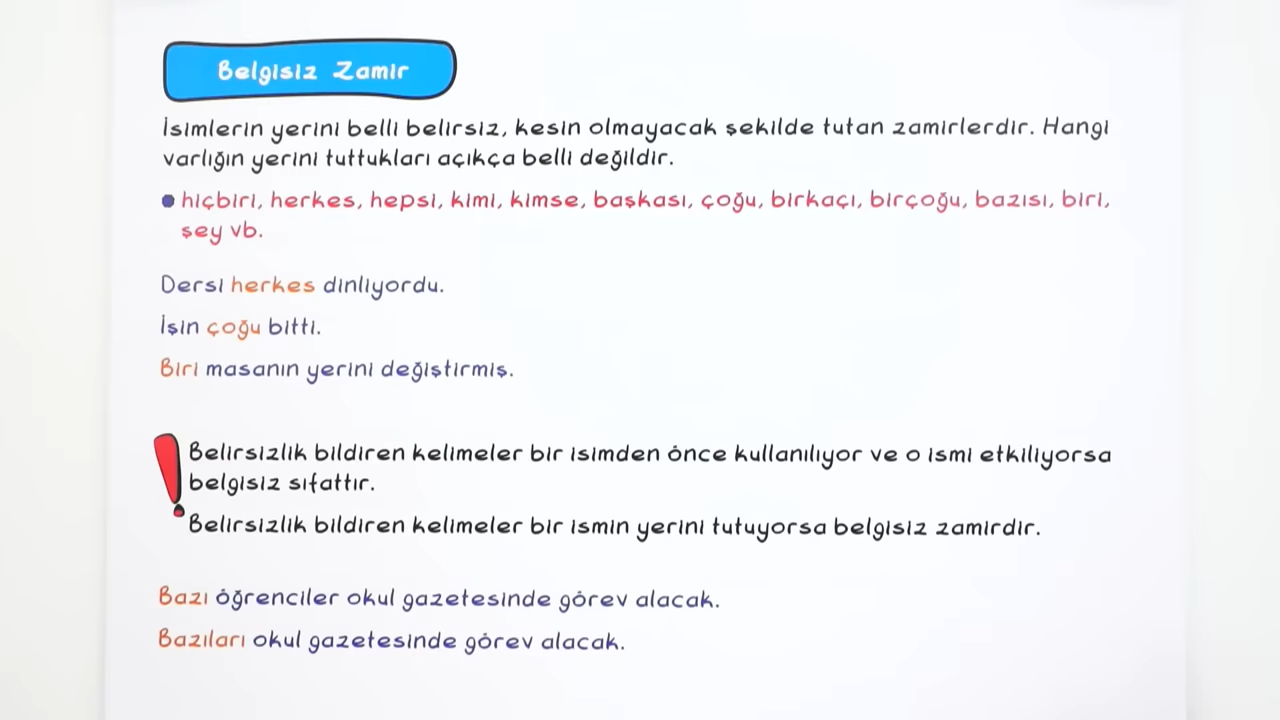 Belgisiz Zamir
İsimlerin yerini belli belirsiz, kesin olmayacak şekilde tutan zamirlerdir. Hangi
varlığın yerini tuttukları açıkça belli değildir.
hiçbiri, herkes, hepsi, kimi, kimse, başkası, çoğu, birkaçı, birçoğu, bazısı, biri,
şey vb.
Dersi herkes dinliyordu.
İşin çoğu bitti.
Biri masanın yerini değiştirmiş.
Belirsizlik bildiren kelimeler bir isimden önce kullanılıyor ve o ismi etkiliyorsa
belgisiz sıfattır.
Belirsizlik bildiren kelimeler bir ismin yerini tutuyorsa belgisiz zamirdir.
Bazı öğrenciler okul gazetesinde görev alacak.
Bazıları okul gazetesinde görev alacak.